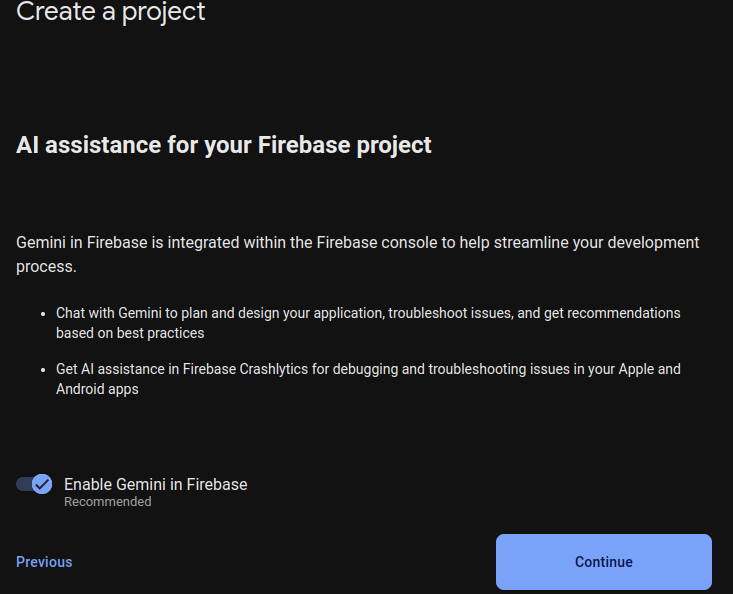 Create a project
AI assistance for your Firebase project
Gemini in Firebase is integrated within the Firebase console to help streamline your development
process.
• Chat with Gemini to plan and design your application, troubleshoot issues, and get recommendations
based on best practices
• Get AI assistance in Firebase Crashlytics for debugging and troubleshooting issues in your Apple and
Android apps
Enable Gemini in Firebase
Recommended
Previous
Continue